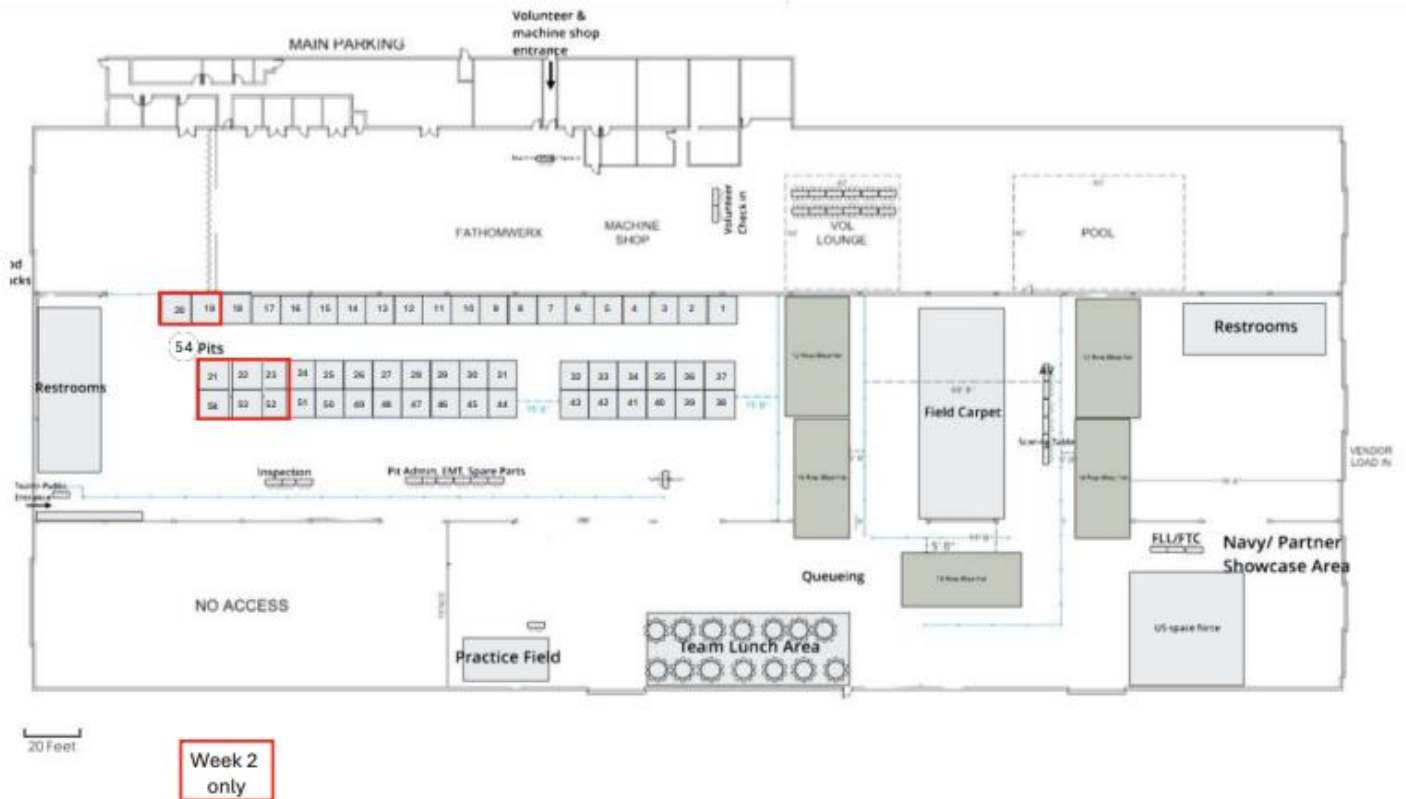 Volunteer &
machine shop
entrance
MAIN PARKING
Volunteer
Check in
FATHOMWERX
MACHINE
SHOP
VOL
LOUNGE
POOL
20 19 18 17 16 15 14 13 12 11 10 9 8 7 6 5 4 3 2 1
54 Pits
21 22 23 24 25 26 27 28 29 30 31 32 33 34 35 36 37
54 53 52 51 50 49 48 47 46 45 44 43 42 41 40 39 38
Restrooms
Restrooms
Field Carpet
AV
VENDOR
LOAD IN
Inspection
Pit Admin, EMT, Spare Parts
Entrance
FLL/FTC
Navy/ Partner
Showcase Area
5' 0"
Queueing
NO ACCESS
FENCE
US space force
Practice Field
Team Lunch Area
20 Feet
Week 2
only